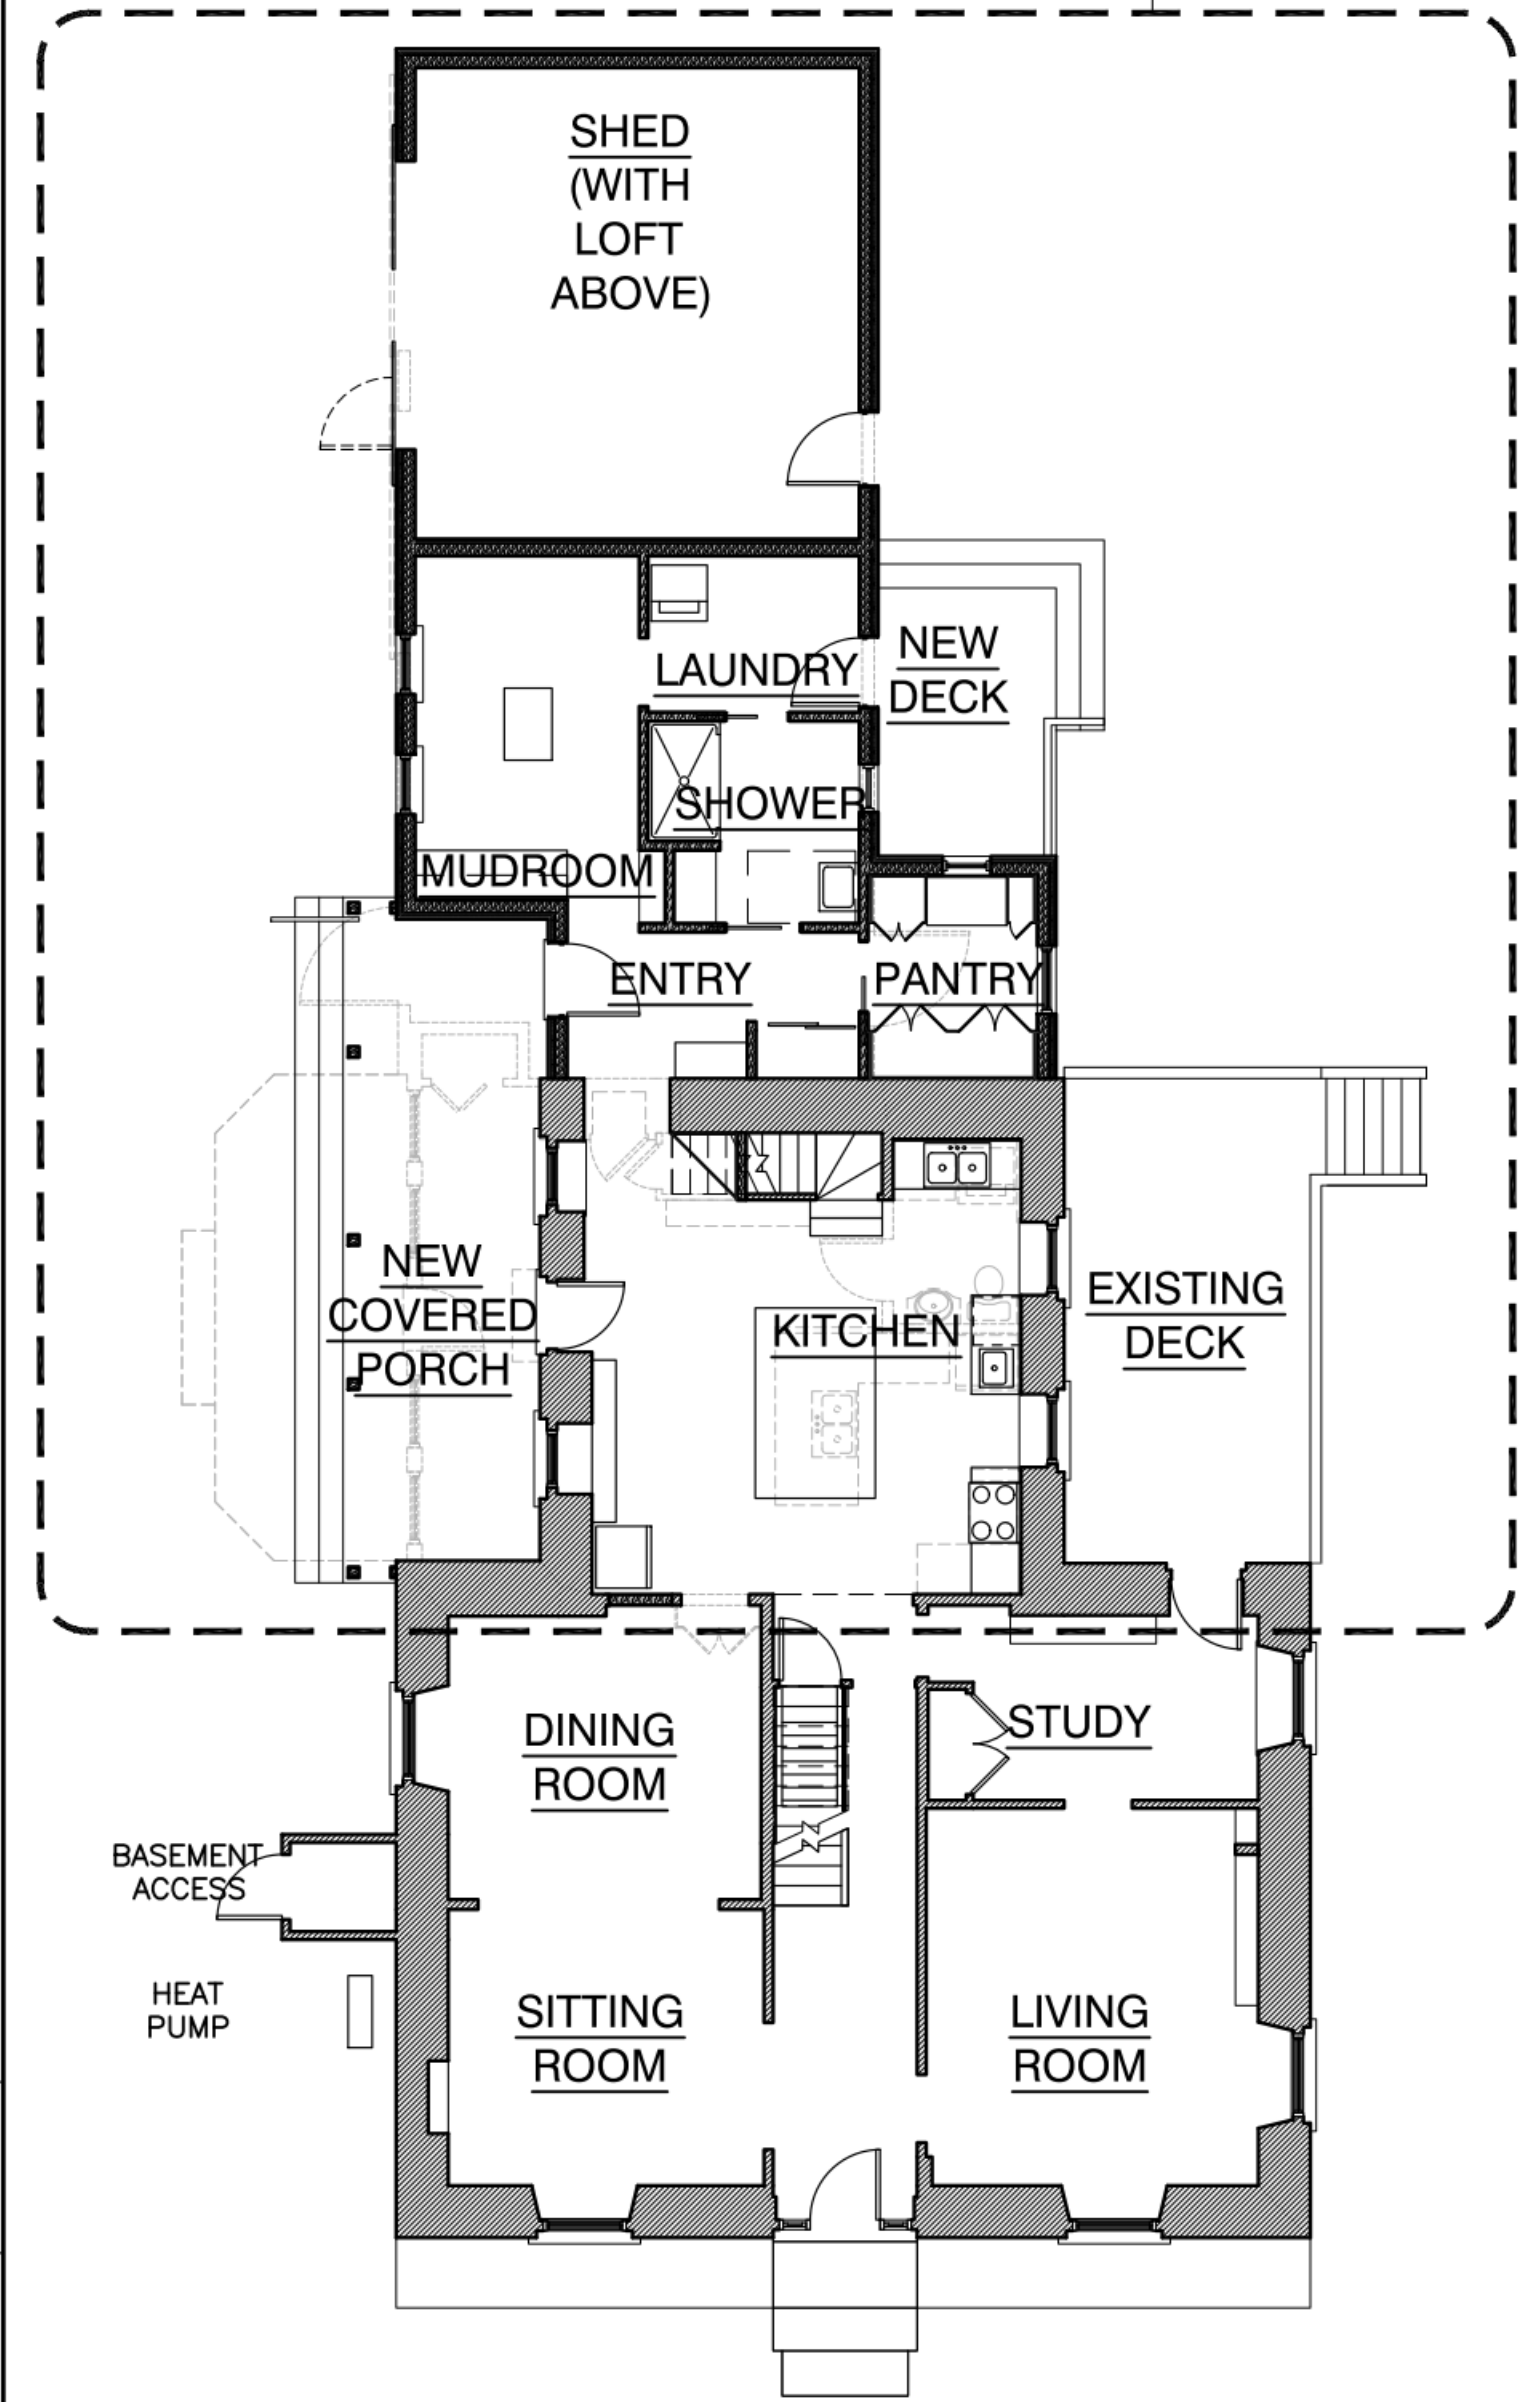 SHED
(WITH
LOFT
ABOVE)
NEW
DECK
LAUNDRY
SHOWER
MUDROOM
ENTRY
PANTRY
NEW
COVERED
PORCH
KITCHEN
EXISTING
DECK
DINING
ROOM
STUDY
BASEMENT
ACCESS
HEAT
PUMP
SITTING
ROOM
LIVING
ROOM